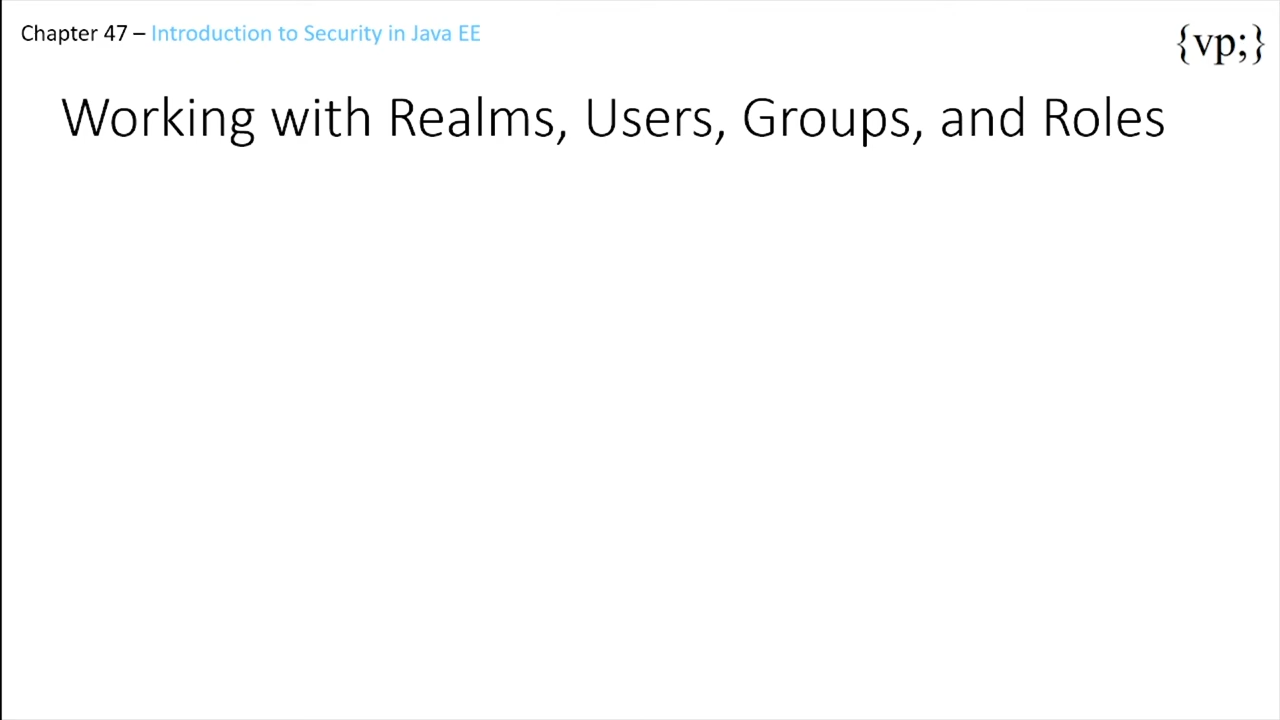 Chapter 47 – Introduction to Security in Java EE
{vp;}
Working with Realms, Users, Groups, and Roles